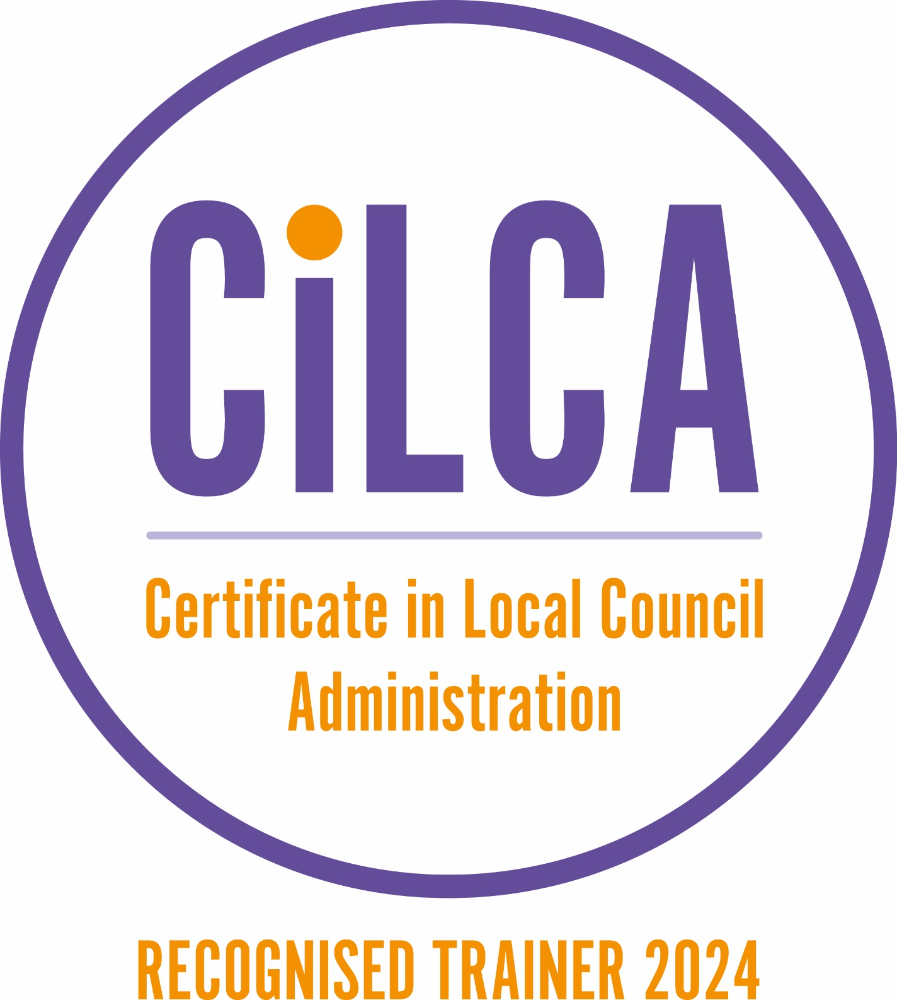 CiLCA
Certificate in Local Council
Administration
RECOGNISED TRAINER 2024